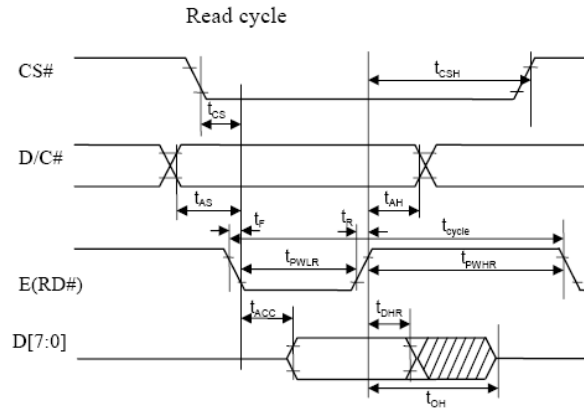 Read cycle
CS#
tCSH
tCS
D/C#
tAS
tAH
tF
tR
tcycle
tPWLR
tPWHR
E(RD#)
tACC
tDHR
D[7:0]
tOH